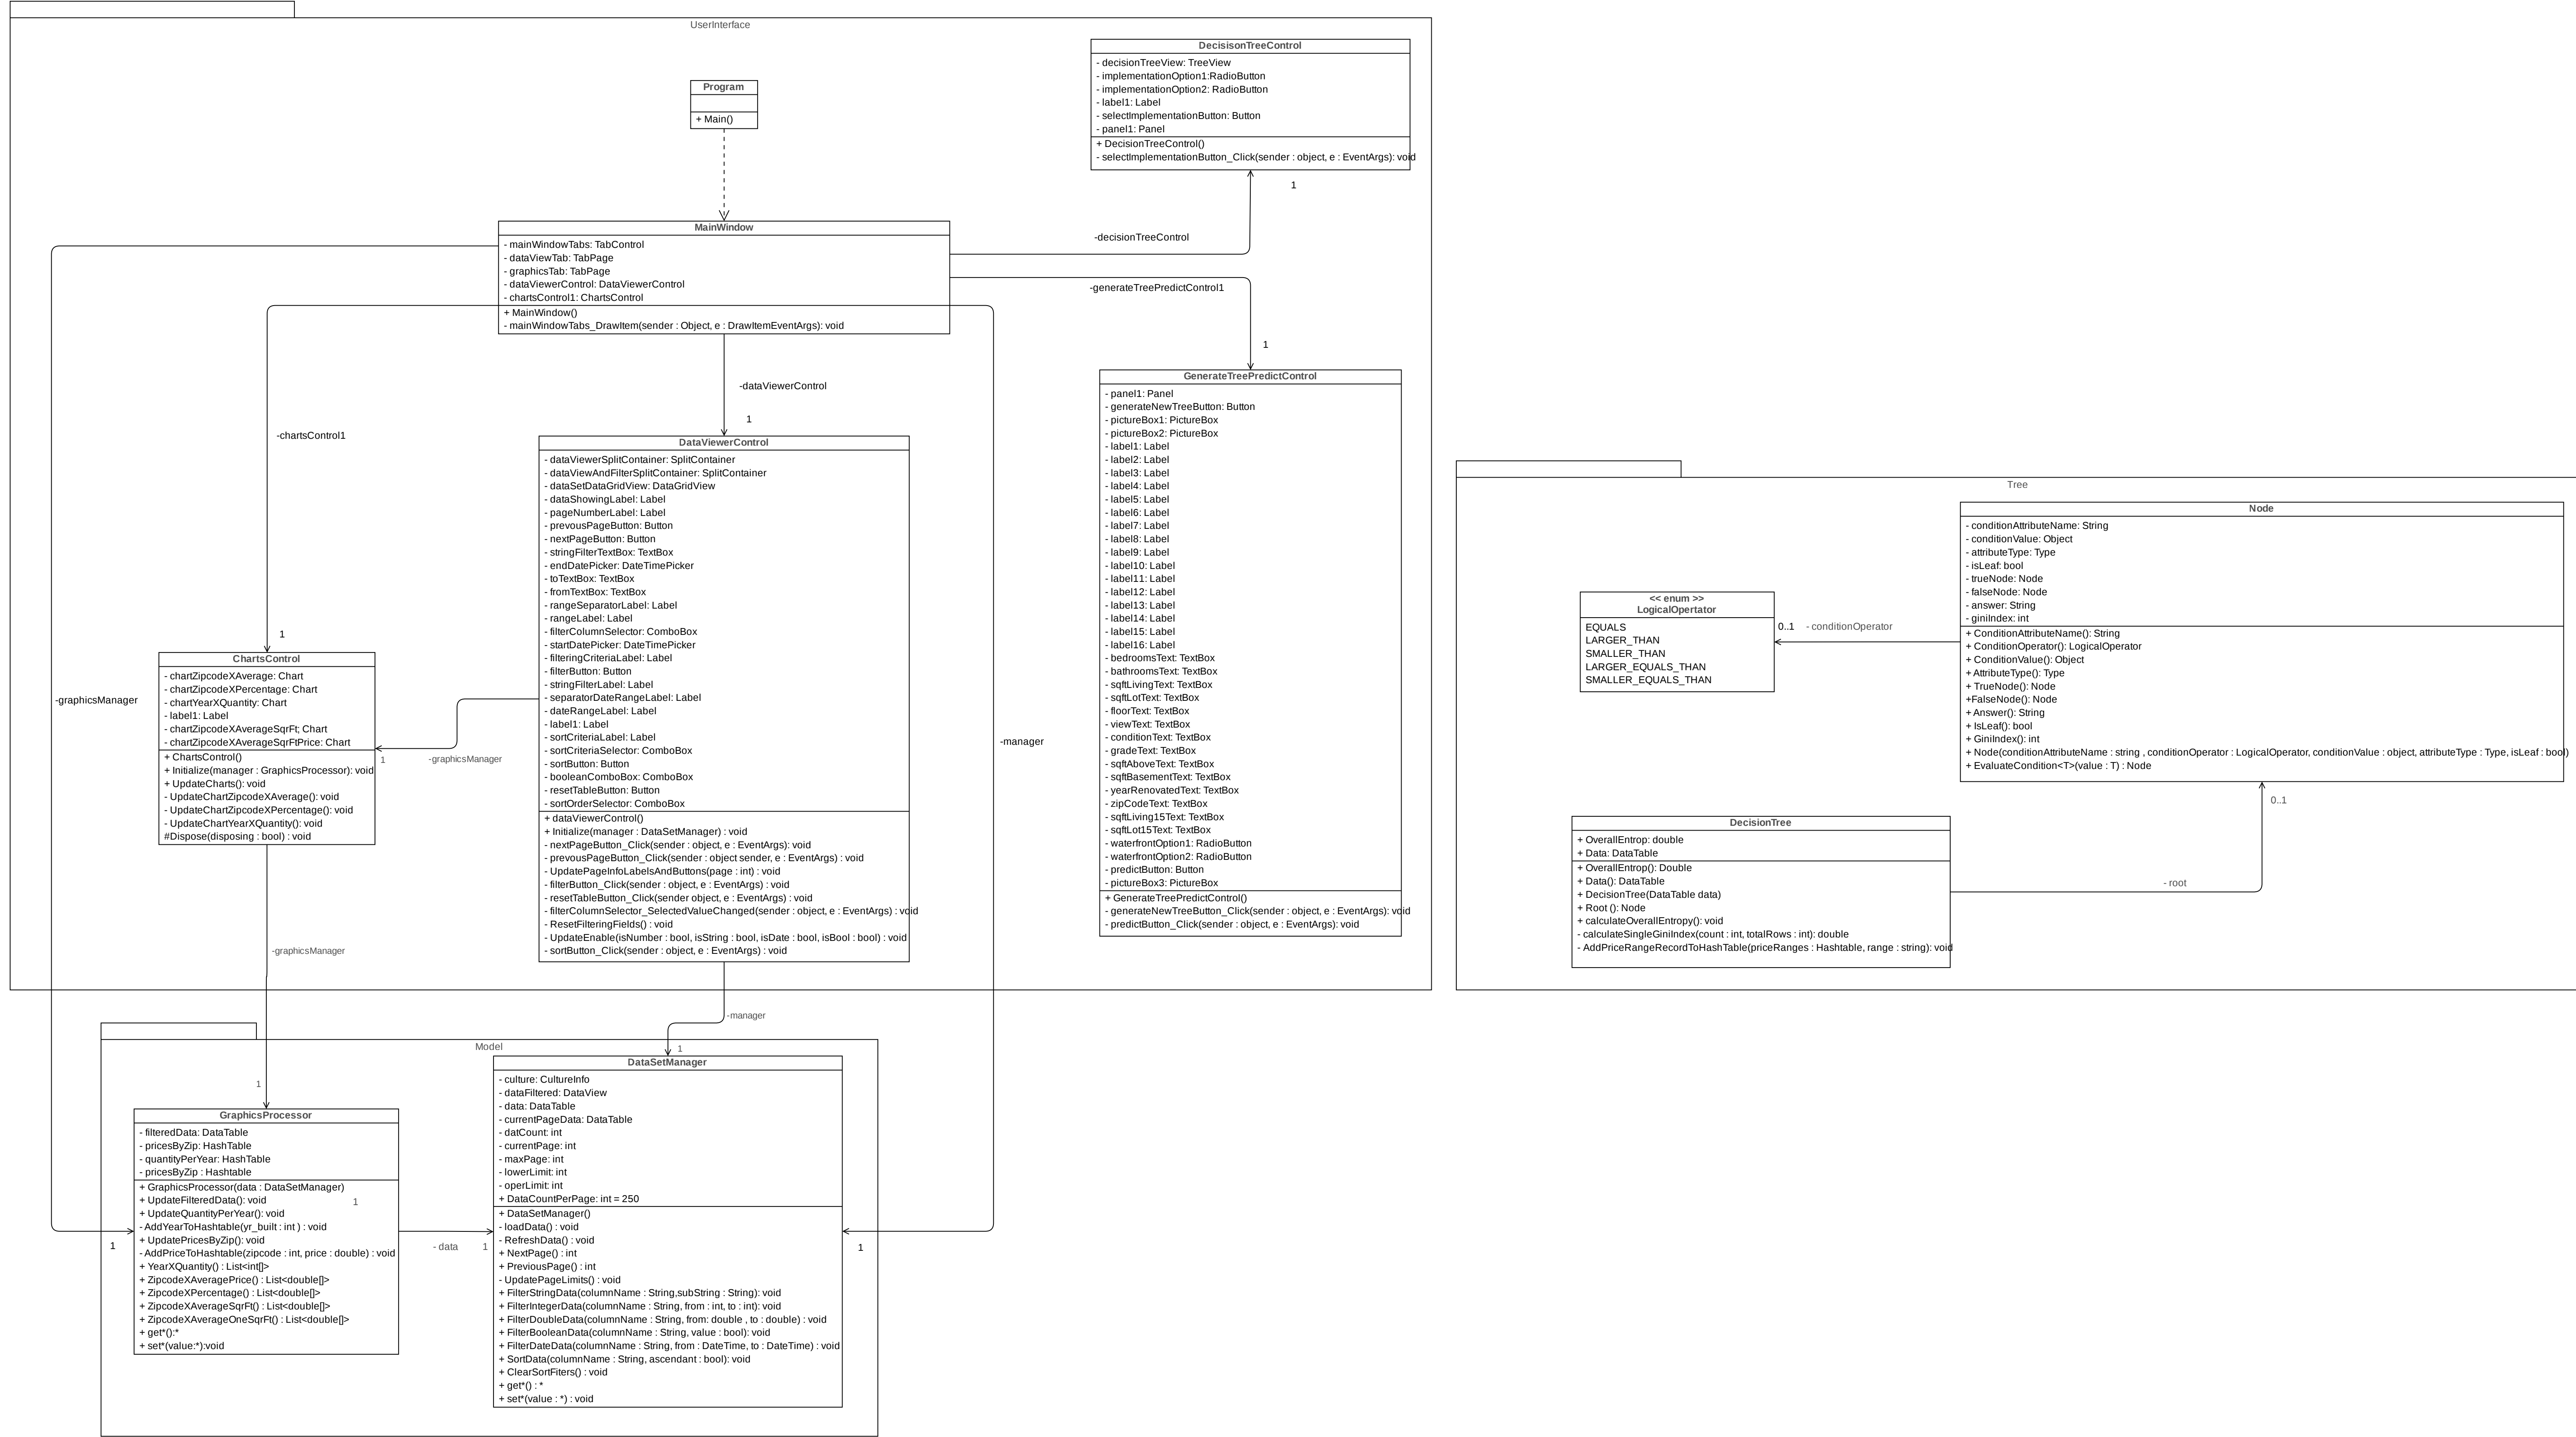 UserInterface
DecisisonTreeControl
- decisionTreeView: TreeView
- implementationOption1:RadioButton
- implementationOption2: RadioButton
- label1: Label
- selectImplementationButton: Button
- panel1: Panel
+ DecisionTreeControl()
- selectImplementationButton_Click(sender : object, e : EventArgs): void
1
Program
+ Main()
MainWindow
- mainWindowTabs: TabControl
- dataViewTab: TabPage
- graphicsTab: TabPage
- dataViewerControl: DataViewerControl
- chartsControl1: ChartsControl
+ MainWindow()
- mainWindowTabs_DrawItem(sender : Object, e : DrawItemEventArgs): void
-decisionTreeControl
-generateTreePredictControl1
1
-dataViewerControl
1
-chartsControl1
1
-graphicsManager
-manager
GenerateTreePredictControl
- panel1: Panel
- generateNewTreeButton: Button
- pictureBox1: PictureBox
- pictureBox2: PictureBox
- label1: Label
- label2: Label
- label3: Label
- label4: Label
- label5: Label
- label6: Label
- label7: Label
- label8: Label
- label9: Label
- label10: Label
- label11: Label
- label12: Label
- label13: Label
- label14: Label
- label15: Label
- label16: Label
- bedroomsText: TextBox
- bathroomsText: TextBox
- sqftLivingText: TextBox
- sqftLotText: TextBox
- floorText: TextBox
- viewText: TextBox
- conditionText: TextBox
- gradeText: TextBox
- sqftAboveText: TextBox
- sqftBasementText: TextBox
- yearRenovatedText: TextBox
- zipCodeText: TextBox
- sqftLiving15Text: TextBox
- sqftLot15Text: TextBox
- waterfrontOption1: RadioButton
- waterfrontOption2: RadioButton
- predictButton: Button
- pictureBox3: PictureBox
+ GenerateTreePredictControl()
- generateNewTreeButton_Click(sender : object, e : EventArgs): void
- predictButton_Click(sender : object, e : EventArgs): void
DataViewerControl
- dataViewerSplitContainer: SplitContainer
- dataViewAndFilterSplitContainer: SplitContainer
- dataSetDataGridView: DataGridView
- dataShowingLabel: Label
- pageNumberLabel: Label
- prevousPageButton: Button
- nextPageButton: Button
- stringFilterTextBox: TextBox
- endDatePicker: DateTimePicker
- toTextBox: TextBox
- fromTextBox: TextBox
- rangeSeparatorLabel: Label
- rangeLabel: Label
- filterColumnSelector: ComboBox
- startDatePicker: DateTimePicker
- filteringCriteriaLabel: Label
- filterButton: Button
- stringFilterLabel: Label
- separatorDateRangeLabel: Label
- dateRangeLabel: Label
- label1: Label
- sortCriteriaLabel: Label
- sortCriteriaSelector: ComboBox
- sortButton: Button
- booleanComboBox: ComboBox
- resetTableButton: Button
- sortOrderSelector: ComboBox
+ dataViewerControl()
+ Initialize(manager : DataSetManager) : void
- nextPageButton_Click(sender : object, e : EventArgs): void
- prevousPageButton_Click(sender : object sender, e : EventArgs) : void
- UpdatePageInfoLabelsAndButtons(page : int) : void
- filterButton_Click(sender : object, e : EventArgs) : void
- resetTableButton_Click(sender object, e : EventArgs) : void
- filterColumnSelector_SelectedValueChanged(sender : object, e : EventArgs) : void
- ResetFilteringFields() : void
- UpdateEnable(isNumber : bool, isString : bool, isDate : bool, isBool : bool) : void
- sortButton_Click(sender : object, e : EventArgs) : void
ChartsControl
- chartZipcodeXAverage: Chart
- chartZipcodeXPercentage: Chart
- chartYearXQuantity: Chart
- label1: Label
- chartZipcodeXAverageSqrFt; Chart
- chartZipcodeXAverageSqrFtPrice: Chart
+ ChartsControl()
+ Initialize(manager : GraphicsProcessor): void
+ UpdateCharts(): void
- UpdateChartZipcodeXAverage(): void
- UpdateChartZipcodeXPercentage(): void
- UpdateChartYearXQuantity(): void
#Dispose(disposing : bool) : void
1
-graphicsManager
-graphicsManager
1
-manager
1
Model
GraphicsProcessor
- filteredData: DataTable
- pricesByZip: HashTable
- quantityPerYear: HashTable
- pricesByZip : Hashtable
+ GraphicsProcessor(data : DataSetManager)
+ UpdateFilteredData(): void
+ UpdateQuantityPerYear(): void
- AddYearToHashtable(yr_built : int ) : void
+ UpdatePricesByZip(): void
- AddPriceToHashtable(zipcode : int, price : double) : void
+ YearXQuantity() : List<int[]>
+ ZipcodeXAveragePrice() : List<double[]>
+ ZipcodeXPercentage() : List<double[]>
+ ZipcodeXAverageSqrFt() : List<double[]>
+ ZipcodeXAverageOneSqrFt() : List<double[]>
+ get*():*
+ set*(value:*):void
1
1
- data
1
DataSetManager
- culture: CultureInfo
- dataFiltered: DataView
- data: DataTable
- currentPageData: DataTable
- datCount: int
- currentPage: int
- maxPage: int
- lowerLimit: int
- operLimit: int
+ DataCountPerPage: int = 250
+ DataSetManager()
- loadData() : void
- RefreshData() : void
+ NextPage() : int
+ PreviousPage() : int
- UpdatePageLimits() : void
+ FilterStringData(columnName : String,subString : String): void
+ FilterIntegerData(columnName : String, from : int, to : int): void
+ FilterDoubleData(columnName : String, from: double , to : double) : void
+ FilterBooleanData(columnName : String, value : bool): void
+ FilterDateData(columnName : String, from : DateTime, to : DateTime) : void
+ SortData(columnName : String, ascendant : bool): void
+ ClearSortFiters() : void
+ get*() : *
+ set*(value : *) : void
1
Tree
Node
- conditionAttributeName: String
- conditionValue: Object
- attributeType: Type
- isLeaf: bool
- trueNode: Node
- falseNode: Node
- answer: String
- giniIndex: int
+ ConditionAttributeName(): String
+ ConditionOperator(): LogicalOperator
+ ConditionValue(): Object
+ AttributeType(): Type
+ TrueNode(): Node
+FalseNode(): Node
+ Answer(): String
+ IsLeaf(): bool
+ GiniIndex(): int
+ Node(conditionAttributeName : string , conditionOperator : LogicalOperator, conditionValue : object, attributeType : Type, isLeaf : bool)
+ EvaluateCondition<T>(value : T) : Node
<< enum >>
LogicalOpertator
EQUALS
LARGER_THAN
SMALLER_THAN
LARGER_EQUALS_THAN
SMALLER_EQUALS_THAN
0..1 - conditionOperator
0..1
DecisionTree
+ OverallEntrop: double
+ Data: DataTable
+ OverallEntrop(): Double
+ Data(): DataTable
+ DecisionTree(DataTable data)
+ Root (): Node
+ calculateOverallEntropy(): void
- calculateSingleGiniIndex(count : int, totalRows : int): double
- AddPriceRangeRecordToHashTable(priceRanges : Hashtable, range : string): void
- root